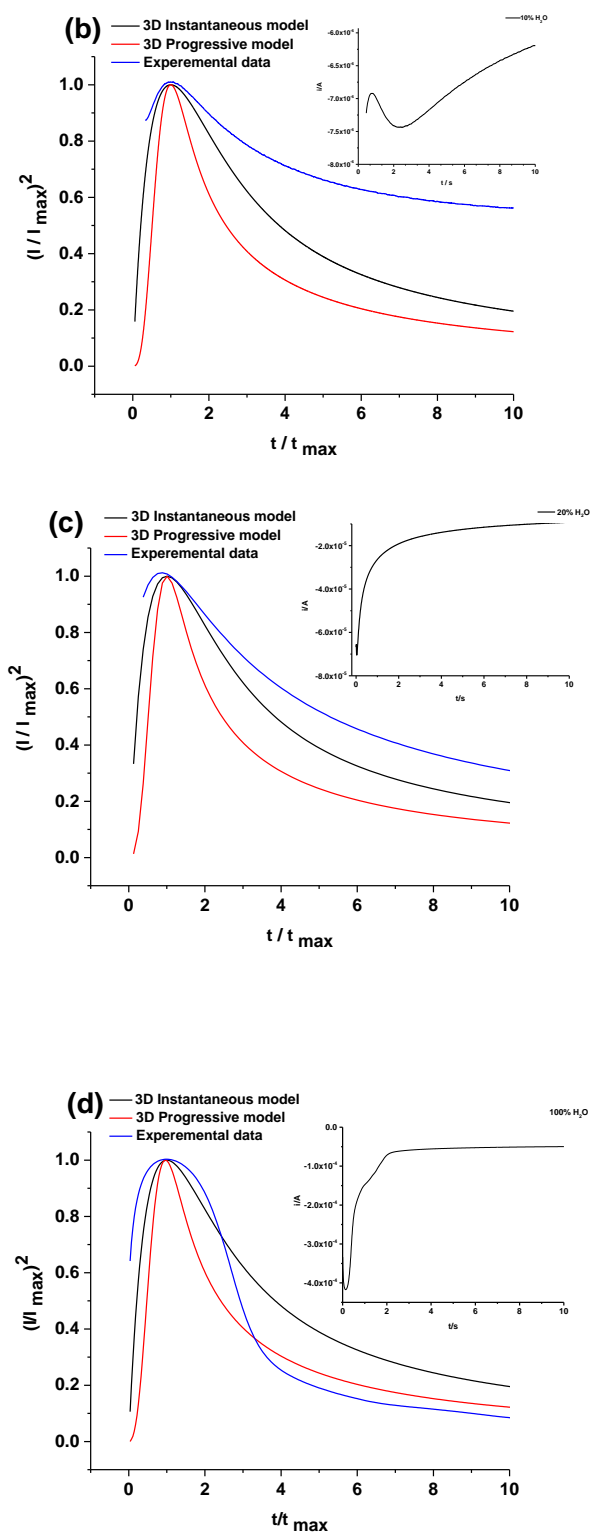 (b)
3D Instantaneous model
3D Progressive model
Experemental data
10% H₂O
-6.0x10⁻⁶
-6.5x10⁻⁶
-7.0x10⁻⁶
-7.5x10⁻⁶
-8.0x10⁻⁶
i/A
0 2 4 6 8 10
t / s
1.0
0.8
0.6
0.4
0.2
0.0
(I / I max)²
0 2 4 6 8 10
t / t max
(c)
3D Instantaneous model
3D Progressive model
Experemental data
20% H₂O
-2.0x10⁻⁵
-4.0x10⁻⁵
-6.0x10⁻⁵
-8.0x10⁻⁵
i/A
0 2 4 6 8 10
t/s
1.0
0.8
0.6
0.4
0.2
0.0
(I / I max)²
0 2 4 6 8 10
t / t max
(d)
3D Instantaneous model
3D Progressive model
Experemental data
100% H₂O
0.0
-1.0x10⁻⁴
-2.0x10⁻⁴
-3.0x10⁻⁴
-4.0x10⁻⁴
i/A
0 2 4 6 8 10
t/s
1.0
0.8
0.6
0.4
0.2
0.0
(I/I max)²
0 2 4 6 8 10
t/t max